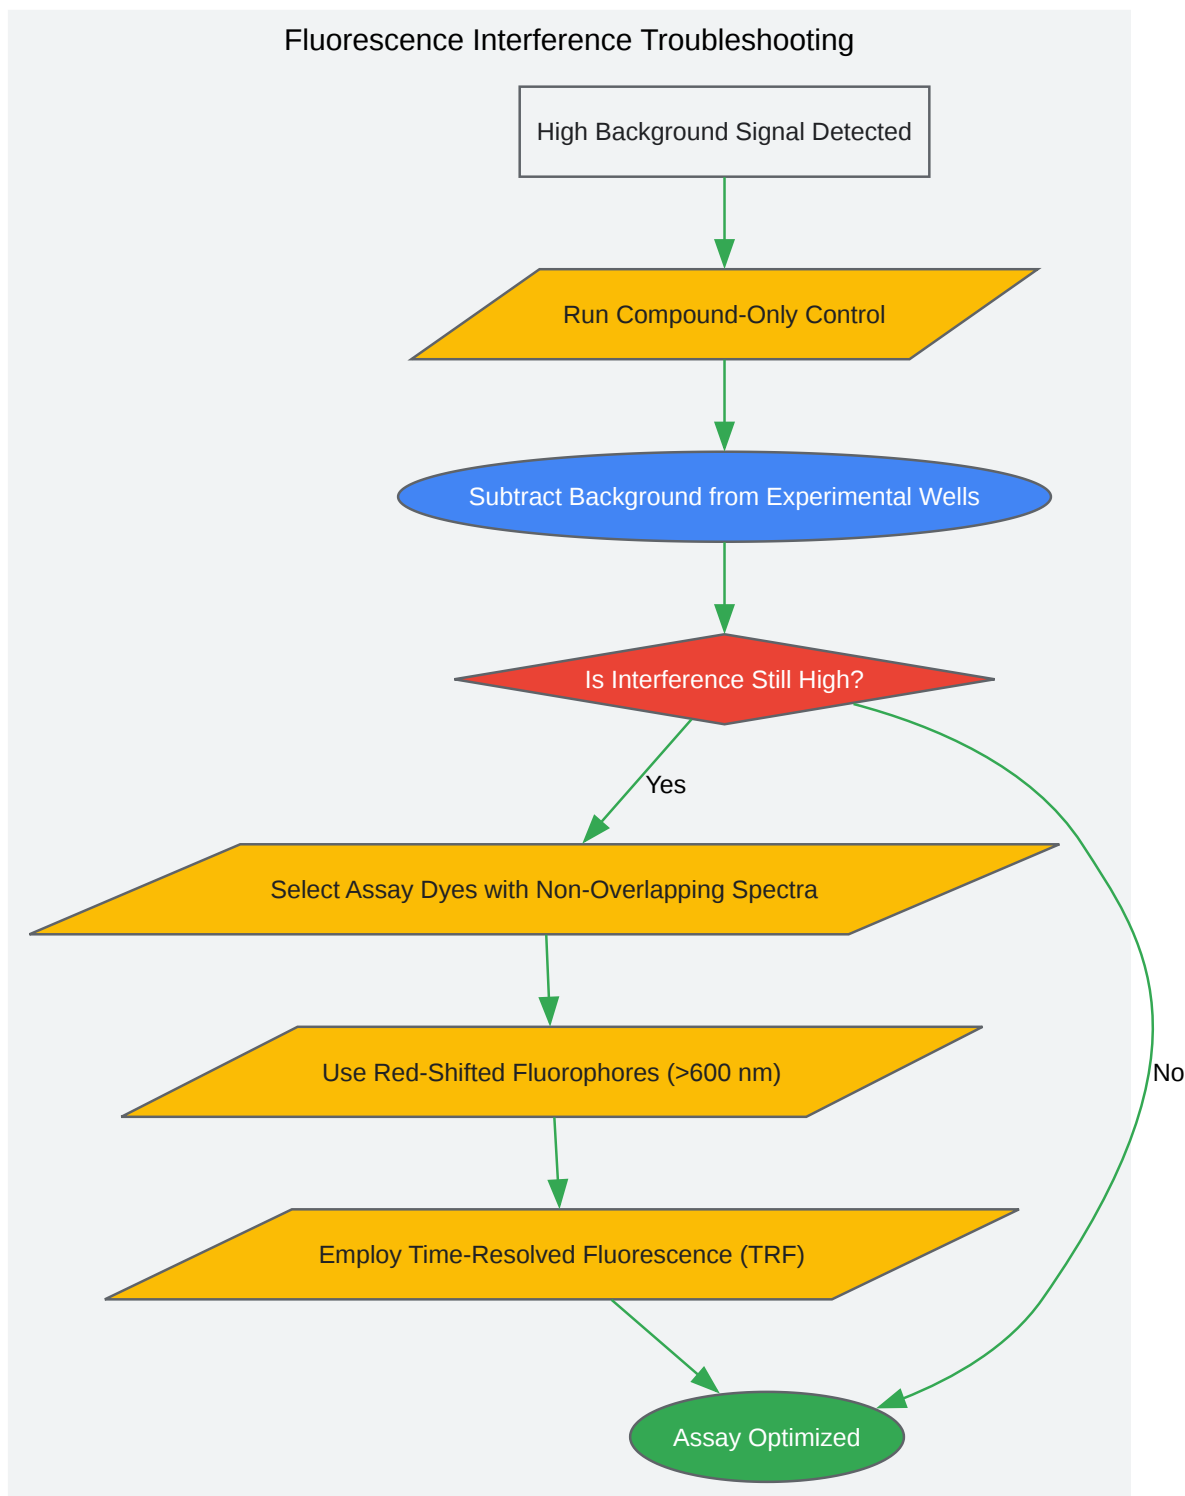 Fluorescence Interference Troubleshooting
High Background Signal Detected
Run Compound-Only Control
Subtract Background from Experimental Wells
Is Interference Still High?
Yes
Select Assay Dyes with Non-Overlapping Spectra
Use Red-Shifted Fluorophores (>600 nm)
No
Employ Time-Resolved Fluorescence (TRF)
Assay Optimized